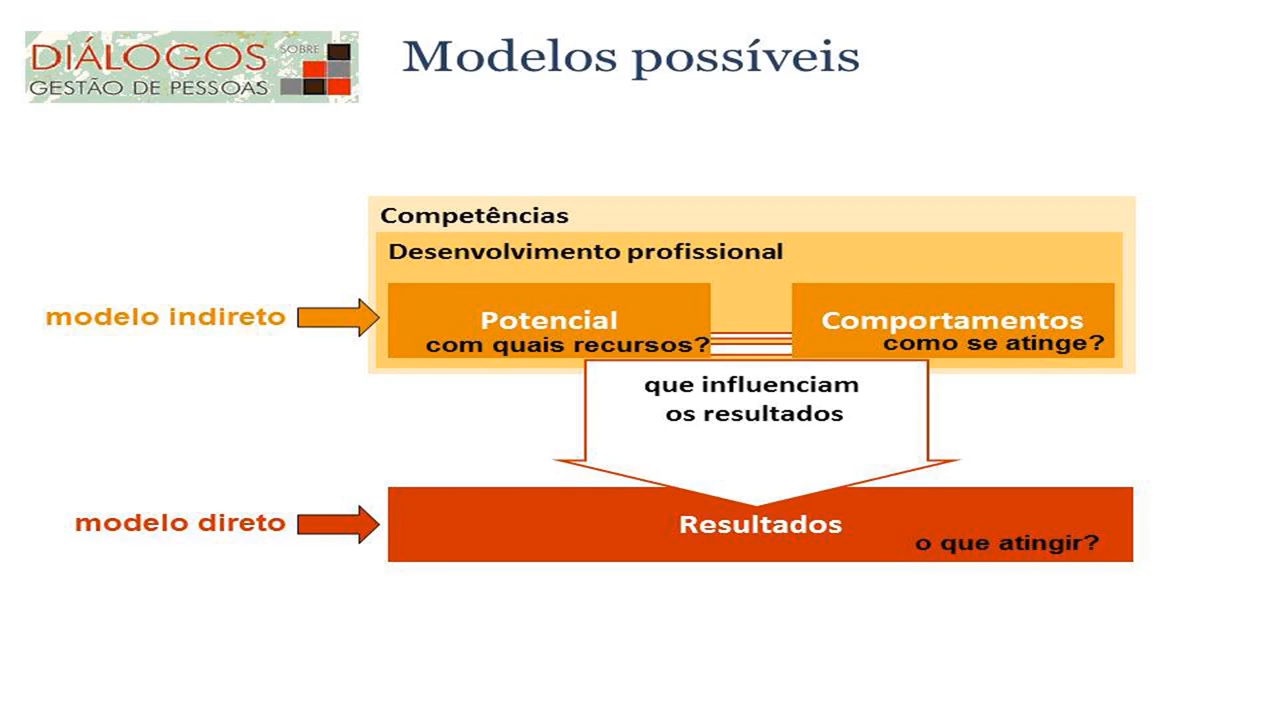 DIÁLOGOS SOBRE
GESTÃO DE PESSOAS
Modelos possíveis
Competências
Desenvolvimento profissional
modelo indireto
Potencial
com quais recursos?
Comportamentos
como se atinge?
que influenciam
os resultados
modelo direto
Resultados
o que atingir?